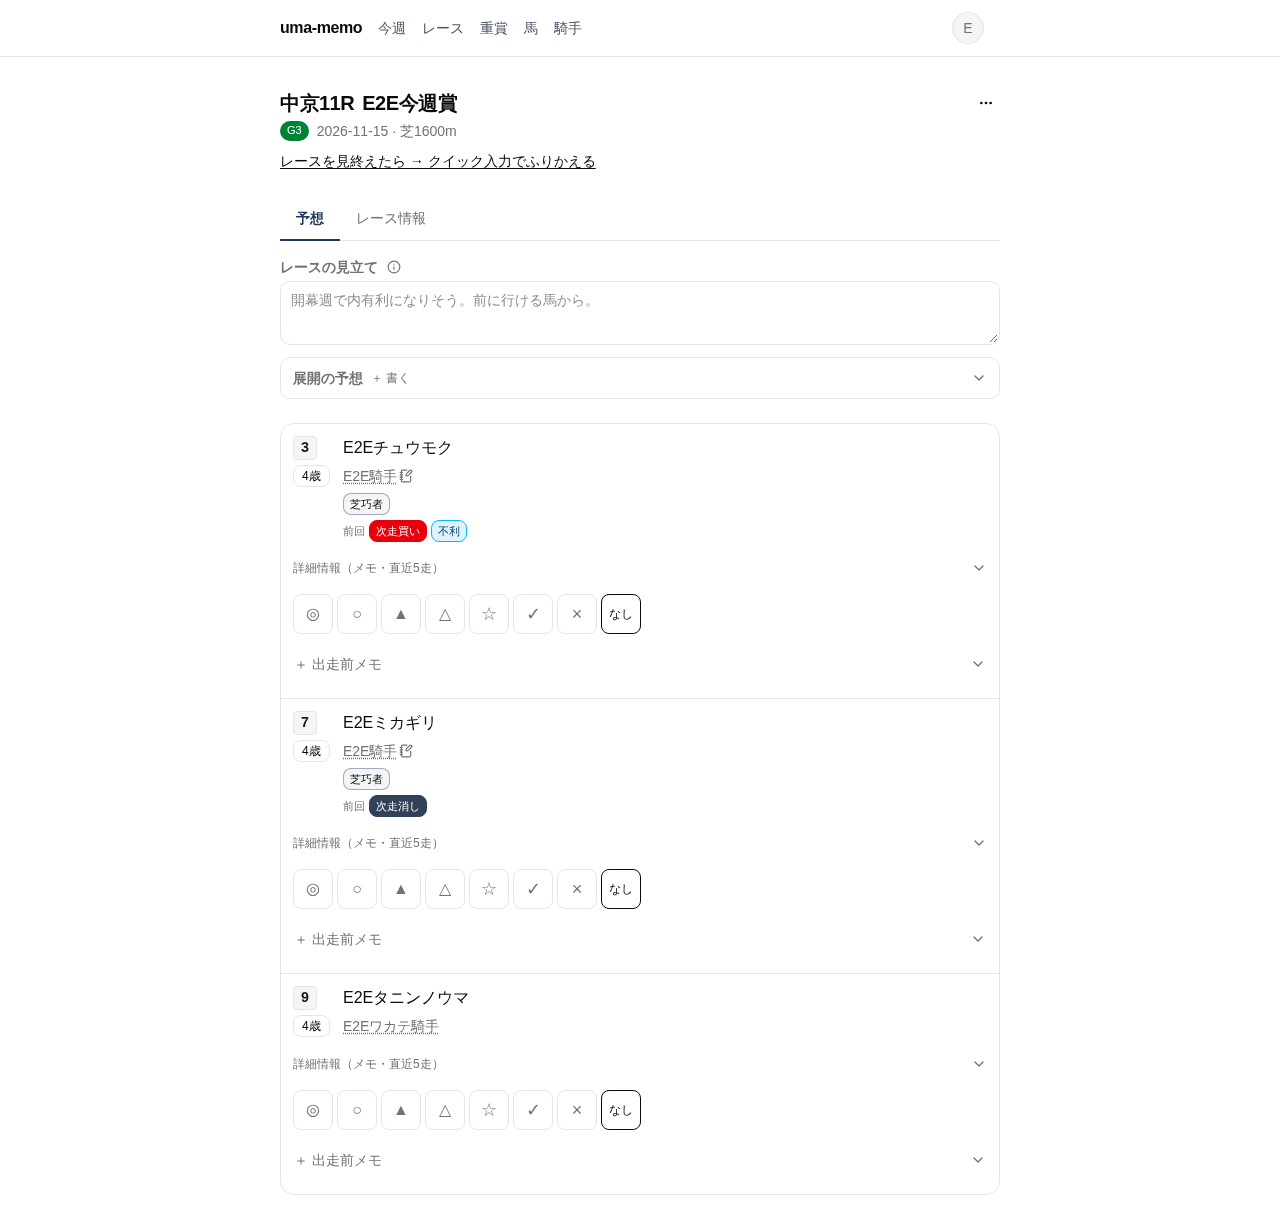 uma-memo 今週 レース 重賞 馬 騎手 E
中京11R E2E今週賞
G3 2026-11-15 · 芝1600m
レースを見終えたら → クイック入力でふりかえる
予想 レース情報
レースの見立て
開幕週で内有利になりそう。前に行ける馬から。
展開の予想 ＋ 書く
3 E2Eチュウモク
4歳 E2E騎手
芝巧者
前回 次走買い 不利
詳細情報（メモ・直近5走）
◎ ○ ▲ △ ☆ ✓ × なし
＋ 出走前メモ
7 E2Eミカギリ
4歳 E2E騎手
芝巧者
前回 次走消し
詳細情報（メモ・直近5走）
◎ ○ ▲ △ ☆ ✓ × なし
＋ 出走前メモ
9 E2Eタニンノウマ
4歳 E2Eワカテ騎手
詳細情報（メモ・直近5走）
◎ ○ ▲ △ ☆ ✓ × なし
＋ 出走前メモ